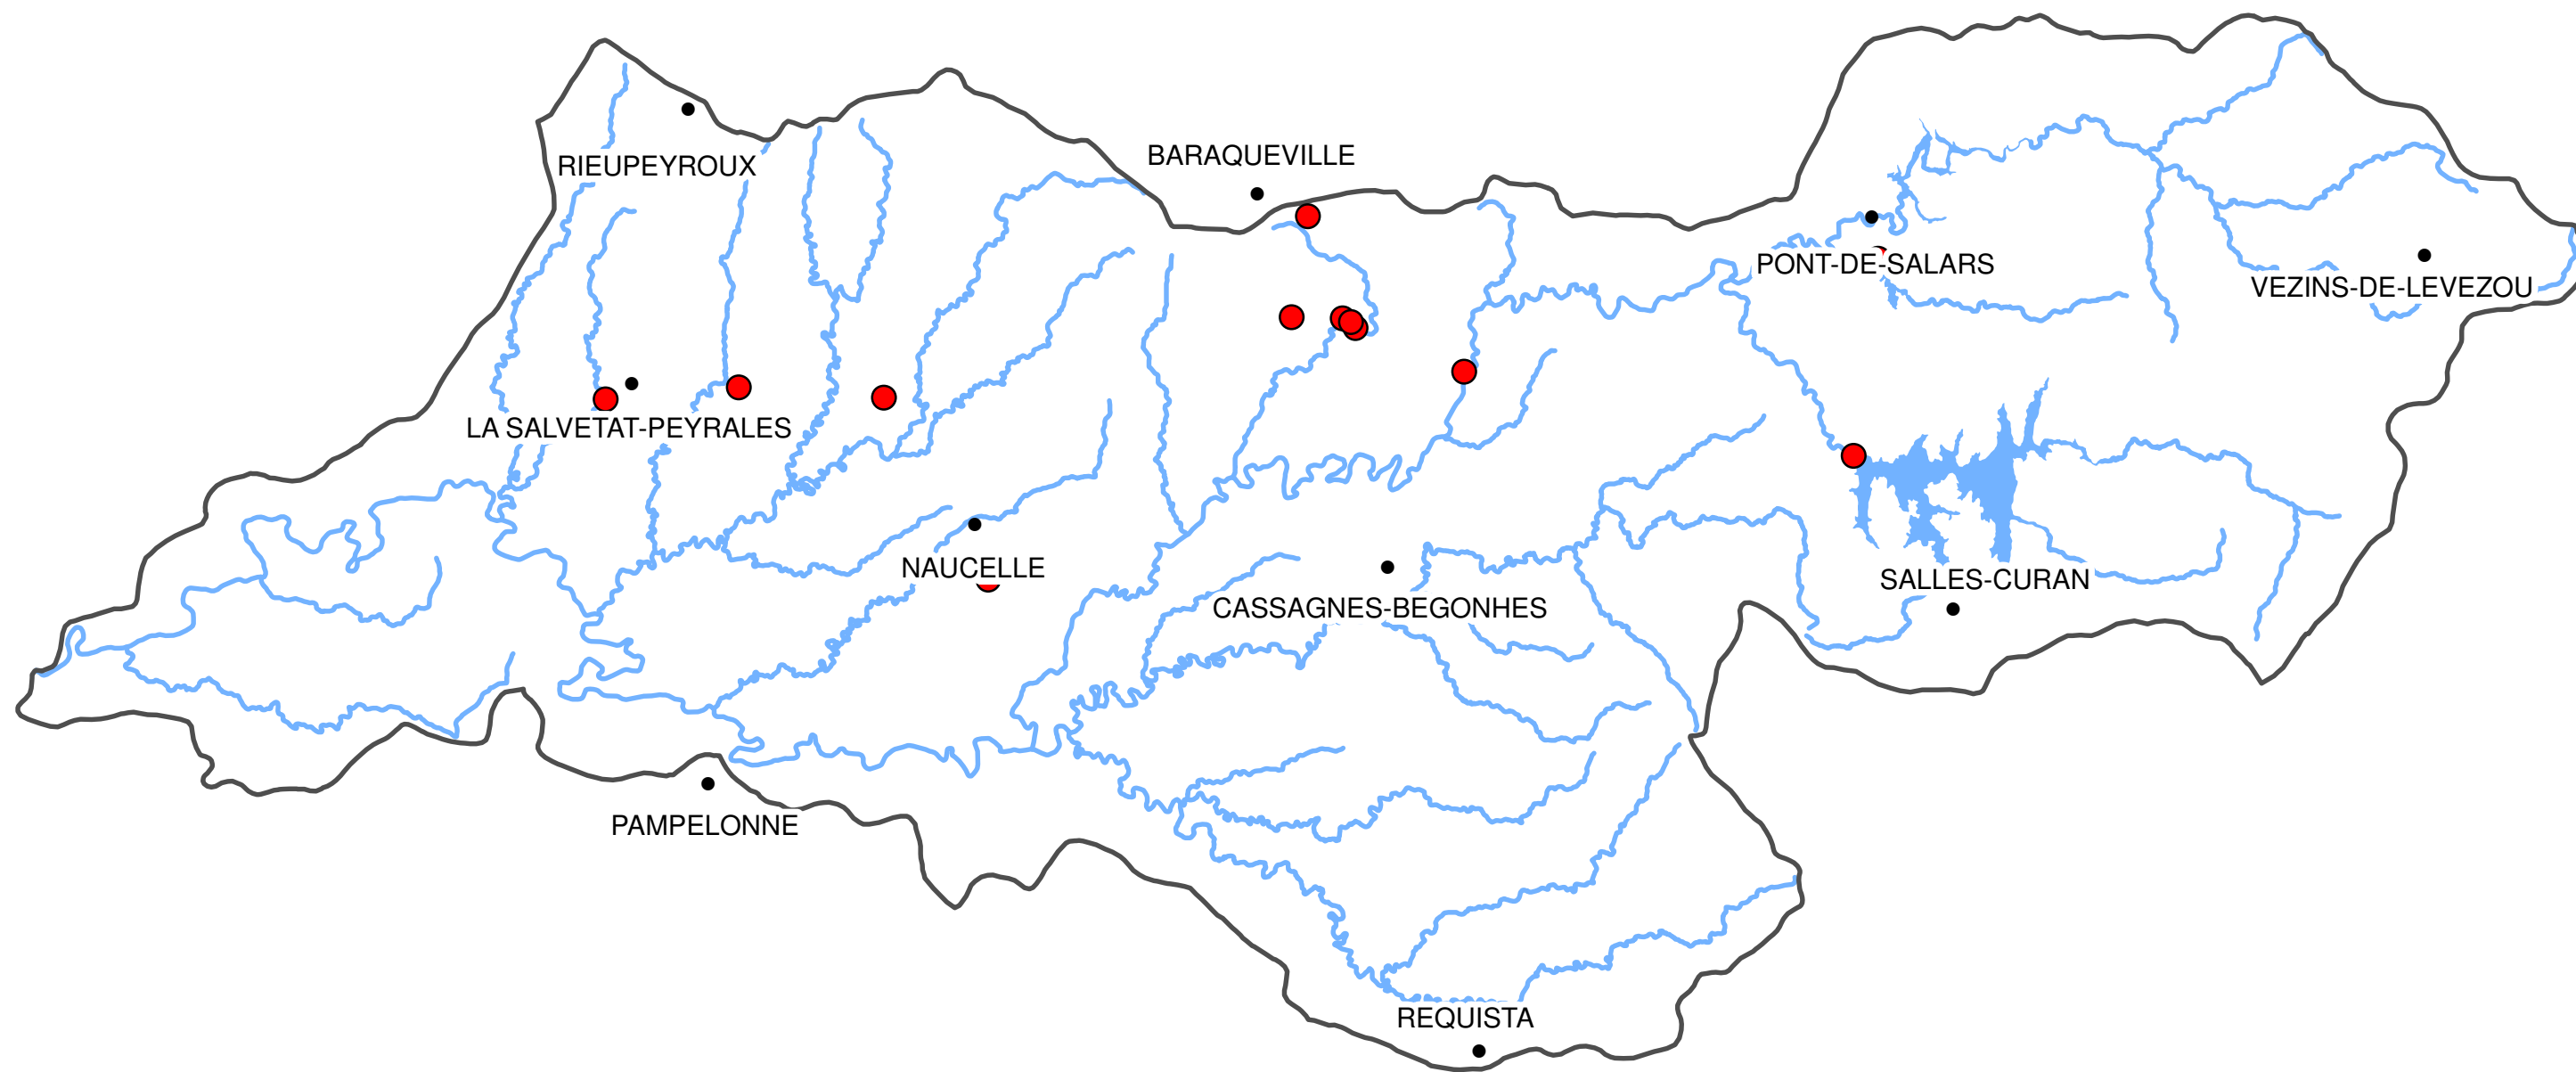 BARAQUEVILLE
RIEUPEYROUX
PONT-DE-SALARS
VEZINS-DE-LEVEZOU
LA SALVETAT-PEYRALES
NAUCELLE
SALLES-CURAN
CASSAGNES-BEGONHES
PAMPELONNE
REQUISTA